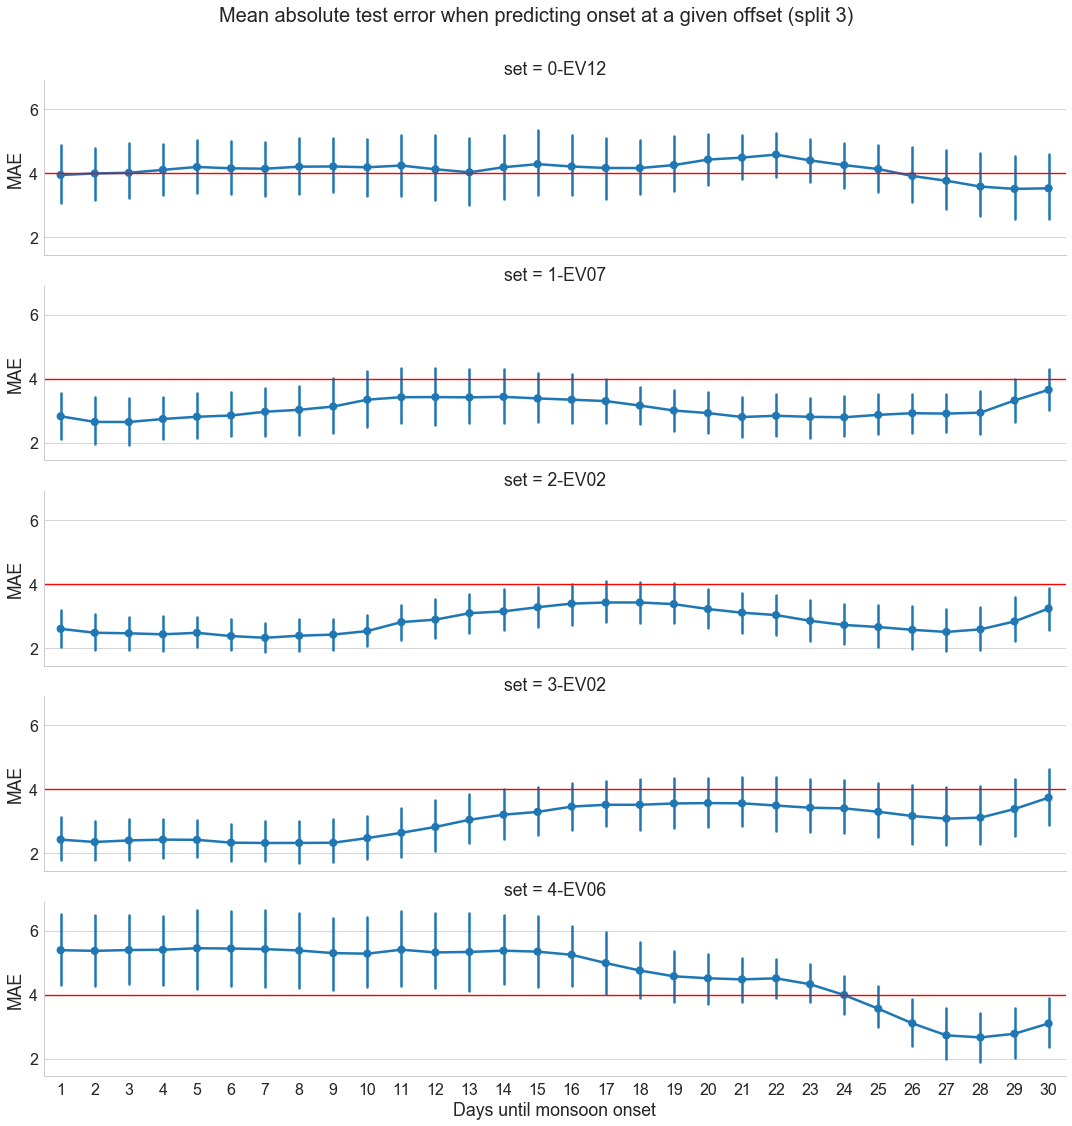 Mean absolute test error when predicting onset at a given offset (split 3)
set = 0-EV12
6
4
2
MAE
set = 1-EV07
6
4
2
MAE
set = 2-EV02
6
4
2
MAE
set = 3-EV02
6
4
2
MAE
set = 4-EV06
6
4
2
MAE
1 2 3 4 5 6 7 8 9 10 11 12 13 14 15 16 17 18 19 20 21 22 23 24 25 26 27 28 29 30
Days until monsoon onset